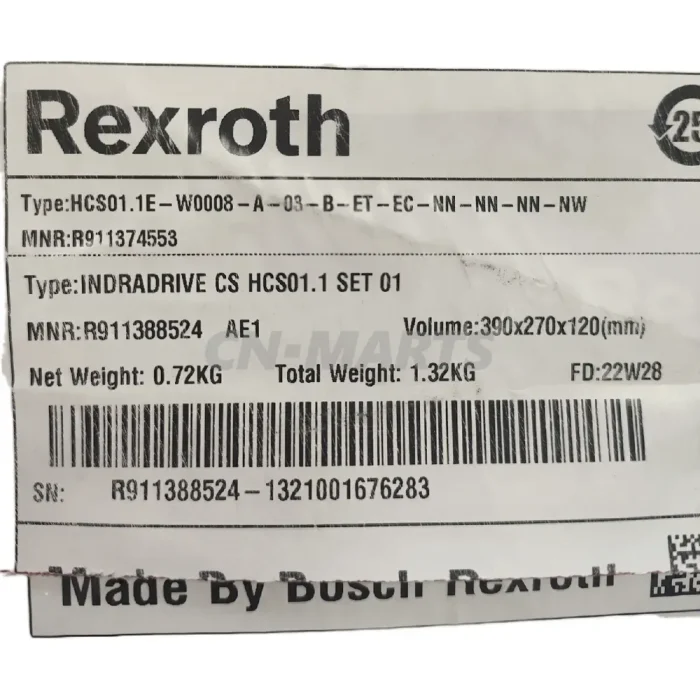 Rexroth
25
Type:HCS01.1E-W0008-A-03-B-ET-EC-NN-NN-NN-NW
MNR:R911374553
Type:INDRADRIVE CS HCS01.1 SET 01
MNR:R911388524 AE1 Volume:390x270x120(mm)
CN-MARTS
Net Weight: 0.72KG Total Weight: 1.32KG FD:22W28
SN: R911388524-1321001676283
Made By Bosch Rexroth